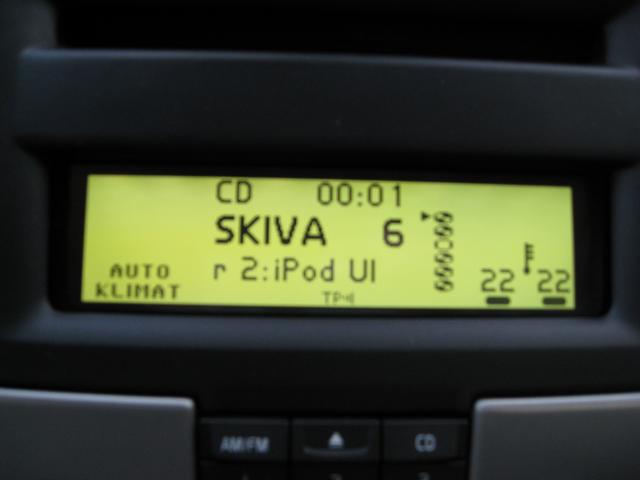 CD 00:01
SKIVA 6
r 2:iPod UI
AUTO
KLIMAT
TP
22 22
AM/FM CD